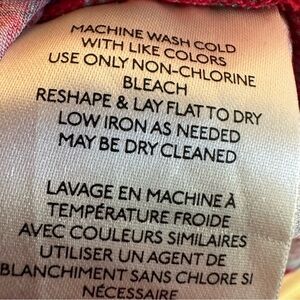 MACHINE WASH COLD
WITH LIKE COLORS
USE ONLY NON-CHLORINE
BLEACH
RESHAPE & LAY FLAT TO DRY
LOW IRON AS NEEDED
MAY BE DRY CLEANED
LAVAGE EN MACHINE À
TEMPÉRATURE FROIDE
AVEC COULEURS SIMILAIRES
UTILISER UN AGENT DE
BLANCHIMENT SANS CHLORE SI
NÉCESSAIRE